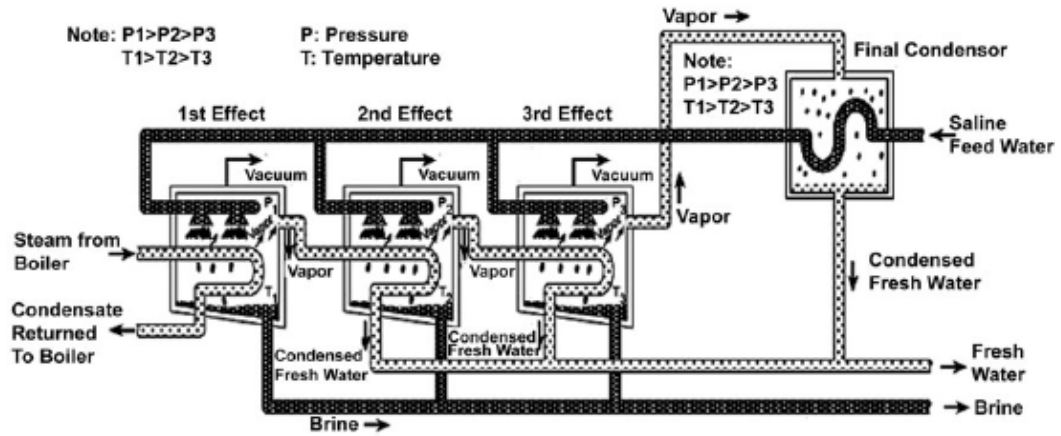 Vapor
Note: P1>P2>P3
T1>T2>T3
P: Pressure
T: Temperature
Final Condensor
Note:
P1>P2>P3
T1>T2>T3
1st Effect
2nd Effect
3rd Effect
Saline
Feed Water
Vacuum
Vacuum
Vacuum
Vapor
Steam from
Boiler
Vapor
Vapor
Vapor
Vapor
Condensed
Fresh Water
Condensate
Returned
To Boiler
Condensed
Fresh Water
Condensed
Fresh Water
Fresh
Water
Brine
Brine